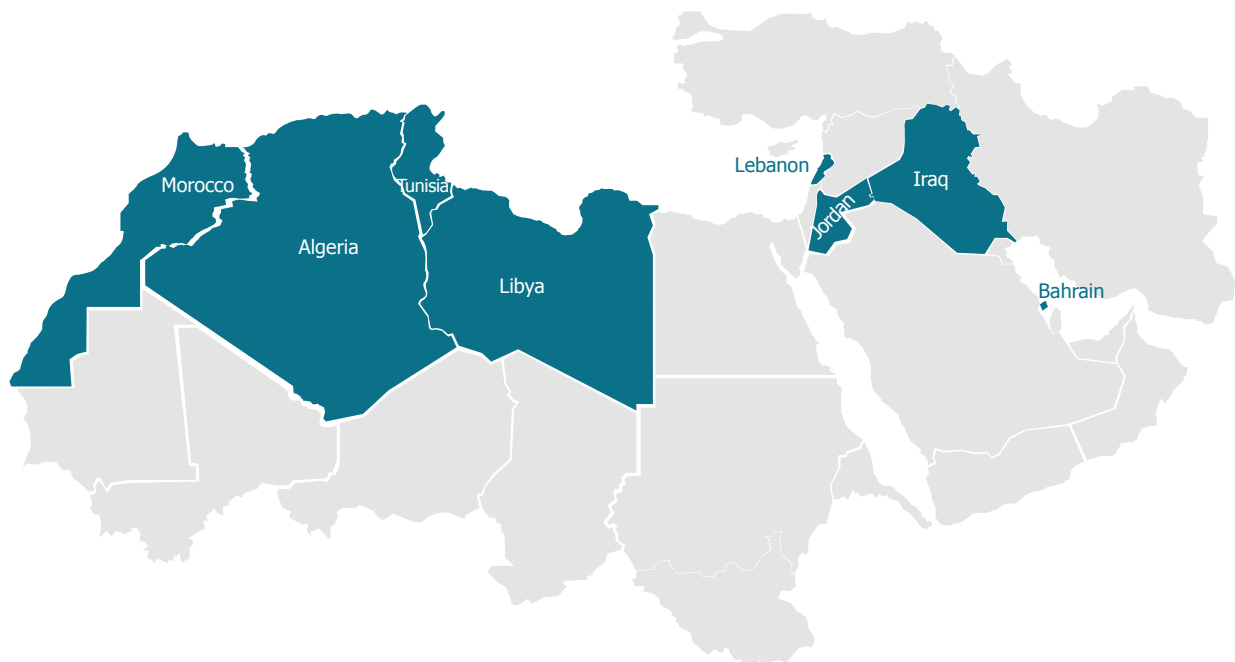 Lebanon
Iraq
Morocco
Tunisia
Jordan
Algeria
Libya
Bahrain